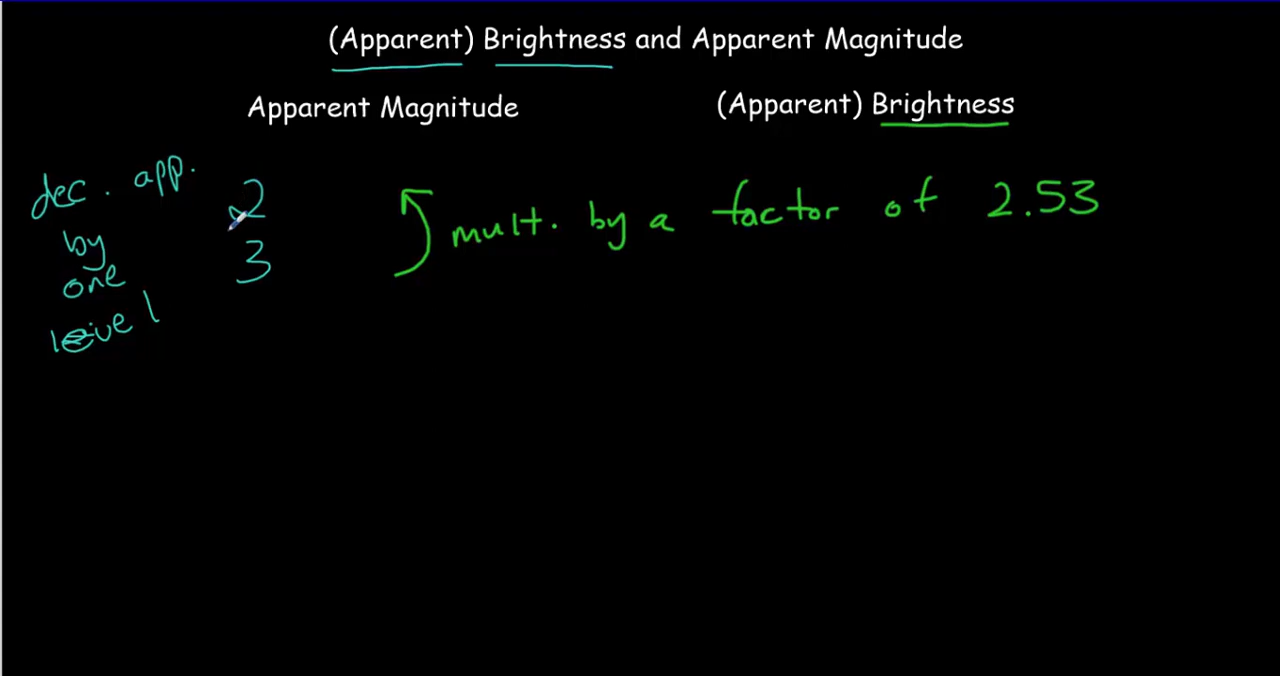 (Apparent) Brightness and Apparent Magnitude
Apparent Magnitude
(Apparent) Brightness
dec. app.
by
one
level
2
3
mult. by a factor of 2.53